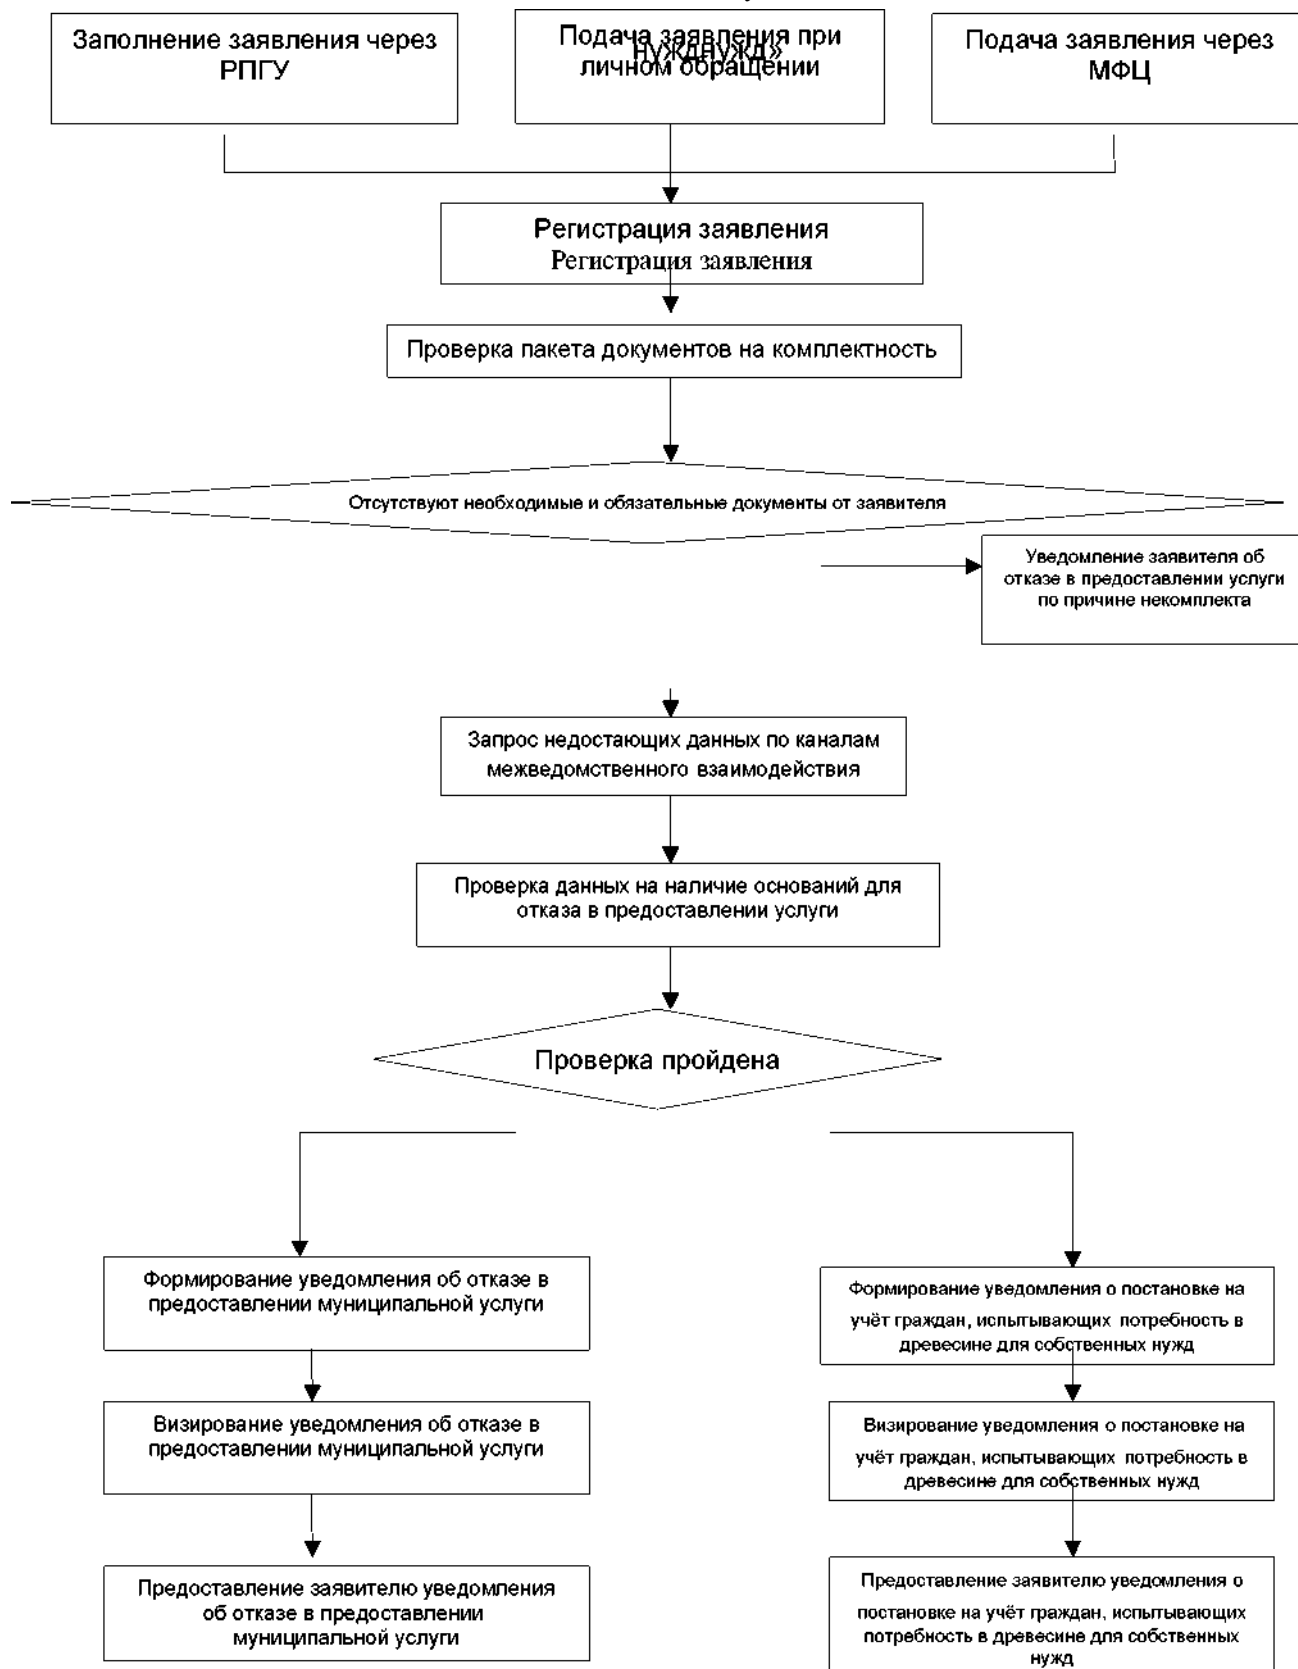 Заполнение заявления через
РПГУ
Подача заявления при
нужднужд»
личном обращении
Подача заявления через
МФЦ
Регистрация заявления
Регистрация заявления
Проверка пакета документов на комплектность
Отсутствуют необходимые и обязательные документы от заявителя
Уведомление заявителя об
отказе в предоставлении услуги
по причине некомплекта
Запрос недостающих данных по каналам
межведомственного взаимодействия
Проверка данных на наличие оснований для
отказа в предоставлении услуги
Проверка пройдена
Формирование уведомления об отказе в
предоставлении муниципальной услуги
Формирование уведомления о постановке на
учёт граждан, испытывающих потребность в
древесине для собственных нужд
Визирование уведомления об отказе в
предоставлении муниципальной услуги
Визирование уведомления о постановке на
учёт граждан, испытывающих потребность в
древесине для собственных нужд
Предоставление заявителю уведомления
об отказе в предоставлении
муниципальной услуги
Предоставление заявителю уведомления о
постановке на учёт граждан, испытывающих
потребность в древесине для собственных
нужд